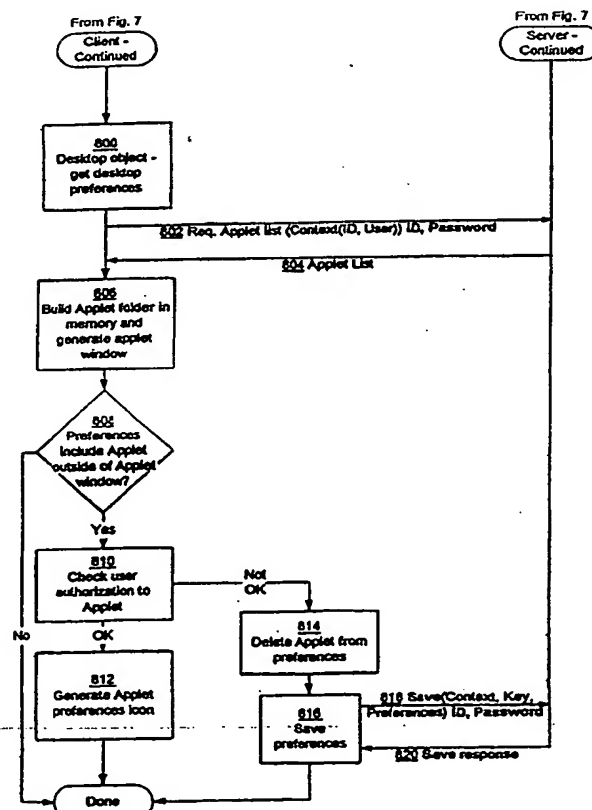 From Fig. 7
Client -
Continued
From Fig. 7
Server -
Continued
800
Desktop object -
get desktop
preferences
802 Req. Applet list (Context(ID, User)) ID, Password
804 Applet List
806
Build Applet folder in
memory and
generate applet
window
808
Preferences
include Applet
outside of Applet
window?
Yes
No
810
Check user
authorization to
Applet
Not
OK
OK
814
Delete Applet from
preferences
812
Generate Applet
preferences icon
816
Save
preferences
818 Save(Context, Key,
Preferences) ID, Password
820 Save response
Done